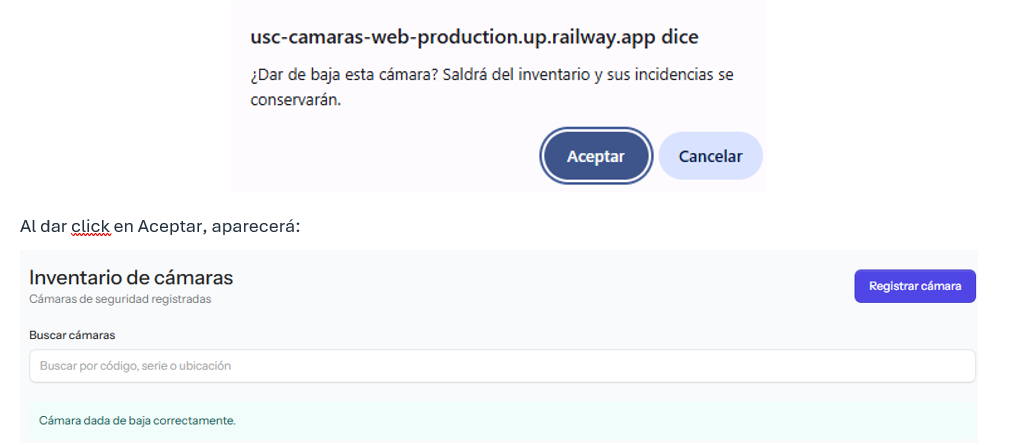 usc-camaras-web-production.up.railway.app dice
¿Dar de baja esta cámara? Saldrá del inventario y sus incidencias se
conservarán.
Aceptar
Cancelar
Al dar click en Aceptar, aparecerá:
Inventario de cámaras
Registrar cámara
Cámaras de seguridad registradas
Buscar cámaras
Buscar por código, serie o ubicación
Cámara dada de baja correctamente.